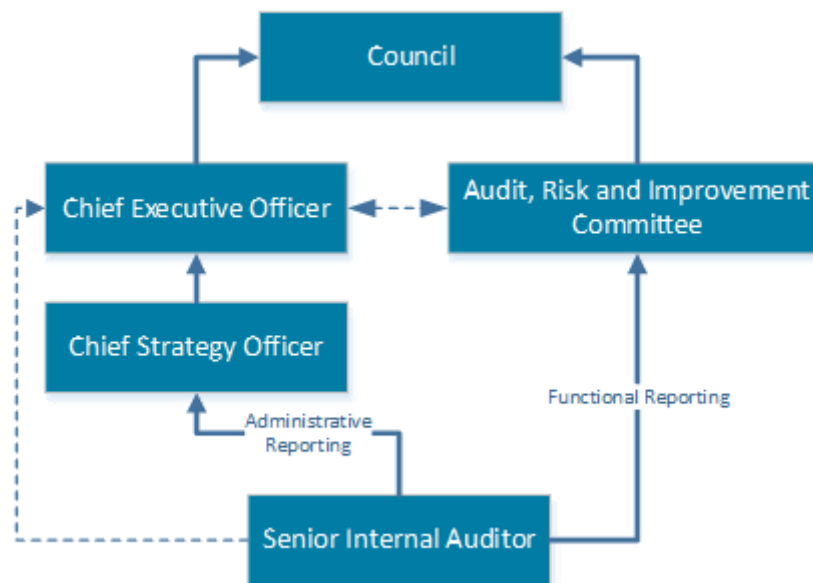 Council
Chief Executive Officer
Audit, Risk and Improvement
Committee
Chief Strategy Officer
Administrative
Reporting
Functional Reporting
Senior Internal Auditor